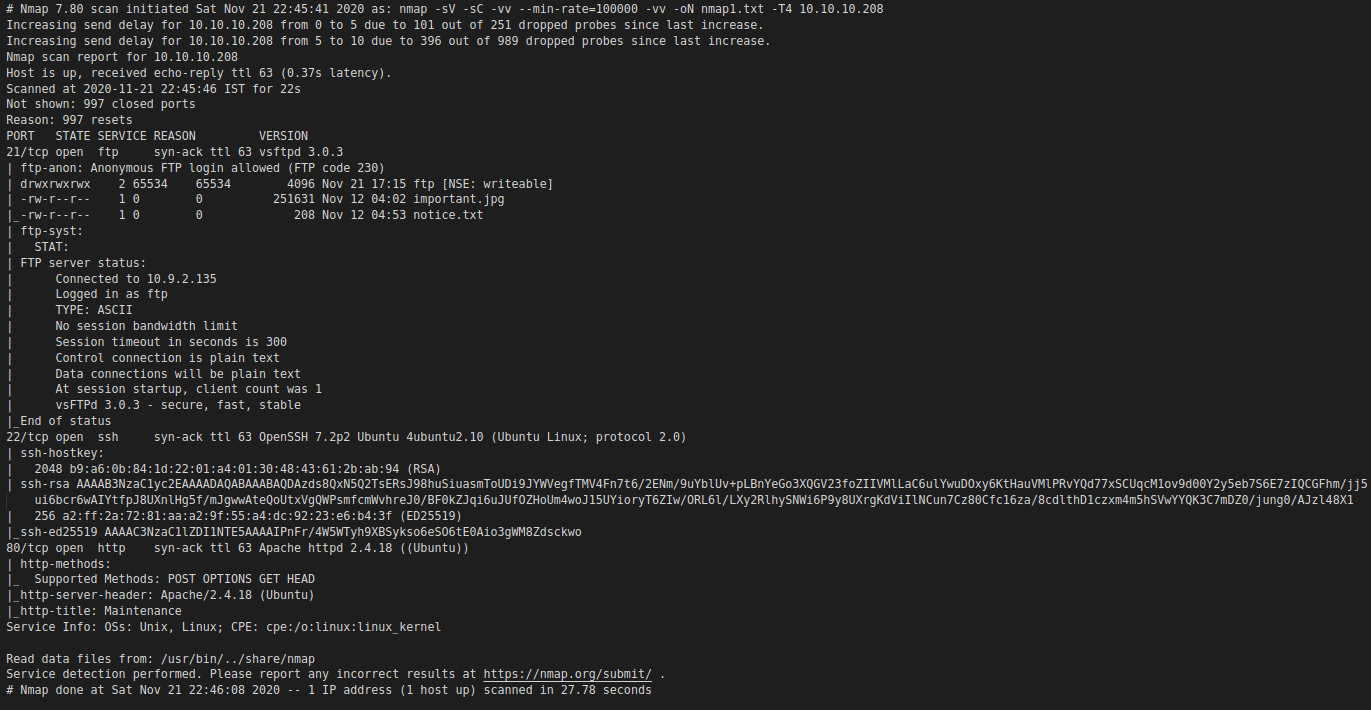 # Nmap 7.80 scan initiated Sat Nov 21 22:45:41 2020 as: nmap -sV -sC -vv --min-rate=100000 -vv -oN nmap1.txt -T4 10.10.10.208
Increasing send delay for 10.10.10.208 from 0 to 5 due to 101 out of 251 dropped probes since last increase.
Increasing send delay for 10.10.10.208 from 5 to 10 due to 396 out of 989 dropped probes since last increase.
Nmap scan report for 10.10.10.208
Host is up, received echo-reply ttl 63 (0.37s latency).
Scanned at 2020-11-21 22:45:46 IST for 22s
Not shown: 997 closed ports
Reason: 997 resets
PORT   STATE SERVICE REASON         VERSION
21/tcp open  ftp     syn-ack ttl 63 vsftpd 3.0.3
| ftp-anon: Anonymous FTP login allowed (FTP code 230)
| drwxrwxrwx    2 65534    65534        4096 Nov 21 17:15 ftp [NSE: writeable]
| -rw-r--r--    1 0        0          251631 Nov 12 04:02 important.jpg
|_-rw-r--r--    1 0        0             208 Nov 12 04:53 notice.txt
| ftp-syst:
|   STAT:
| FTP server status:
|      Connected to 10.9.2.135
|      Logged in as ftp
|      TYPE: ASCII
|      No session bandwidth limit
|      Session timeout in seconds is 300
|      Control connection is plain text
|      Data connections will be plain text
|      At session startup, client count was 1
|      vsFTPd 3.0.3 - secure, fast, stable
|_End of status
22/tcp open  ssh     syn-ack ttl 63 OpenSSH 7.2p2 Ubuntu 4ubuntu2.10 (Ubuntu Linux; protocol 2.0)
| ssh-hostkey:
|   2048 b9:a6:0b:84:1d:22:01:a4:01:30:48:43:61:2b:ab:94 (RSA)
| ssh-rsa AAAAB3NzaC1yc2EAAAADAQABAAABAQDAzds8QxN5Q2TsERsJ98huSiuasmToUDi9JYWVegfTMV4Fn7t6/2ENm/9uYblUv+pLBnYeGo3XQGV23foZIIVMlLaC6ulYwuDOxy6KtHauVMlPRvYQd77xSCUqcM1ov9d00Y2y5eb7S6E7zIQCGFhm/jj5
ui6bcr6wAIYtfpJ8UXnlHg5f/mJgwwAteQoUtxVgQWPsmfcmWvhreJ0/BF0kZJqi6uJUfOZHoUm4woJ15UYioryT6ZIw/ORL6l/LXy2RlhySNWi6P9y8UXrgKdViIlNCun7Cz80Cfc16za/8cdlthD1czxm4m5hSVwYYQK3C7mDZ0/jung0/AJzl48X1
|   256 a2:ff:2a:72:81:aa:a2:9f:55:a4:dc:92:23:e6:b4:3f (ED25519)
|_ssh-ed25519 AAAAC3NzaC1lZDI1NTE5AAAAIPnFr/4W5WTyh9XBSykso6eSO6tE0Aio3gWM8Zdsckwo
80/tcp open  http    syn-ack ttl 63 Apache httpd 2.4.18 ((Ubuntu))
| http-methods:
|_  Supported Methods: POST OPTIONS GET HEAD
|_http-server-header: Apache/2.4.18 (Ubuntu)
|_http-title: Maintenance
Service Info: OSs: Unix, Linux; CPE: cpe:/o:linux:linux_kernel
Read data files from: /usr/bin/../share/nmap
Service detection performed. Please report any incorrect results at https://nmap.org/submit/ .
# Nmap done at Sat Nov 21 22:46:08 2020 -- 1 IP address (1 host up) scanned in 27.78 seconds